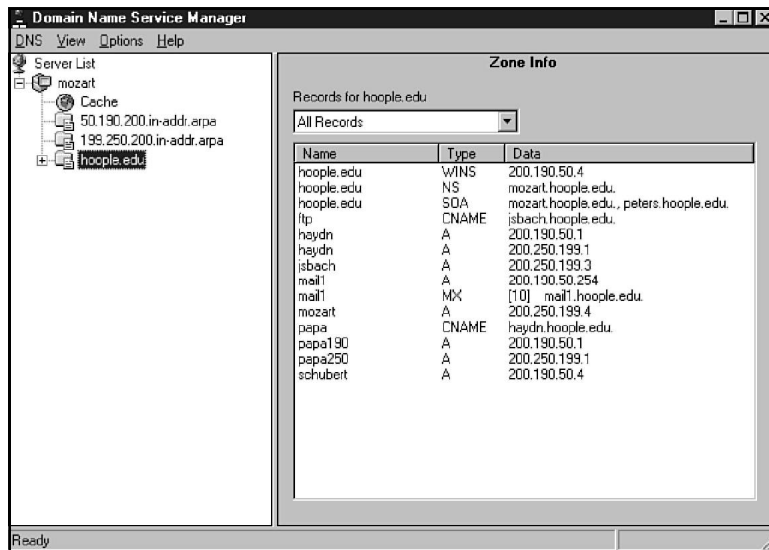 Domain Name Service Manager
DNS View Options Help
Server List
mozart
Cache
50.190.200.in-addr.arpa
199.250.200.in-addr.arpa
hoople.edu
Zone Info
Records for hoople.edu
All Records
Name Type Data
hoople.edu WINS 200.190.50.4
hoople.edu NS mozart.hoople.edu.
hoople.edu SOA mozart.hoople.edu., peters.hoople.edu.
ftp CNAME jsbach.hoople.edu.
haydn A 200.190.50.1
haydn A 200.250.199.1
jsbach A 200.250.199.3
mail1 A 200.190.50.254
mail1 MX [10] mail1.hoople.edu.
mozart A 200.250.199.4
papa CNAME haydn.hoople.edu.
papa190 A 200.190.50.1
papa250 A 200.250.199.1
schubert A 200.190.50.4
Ready